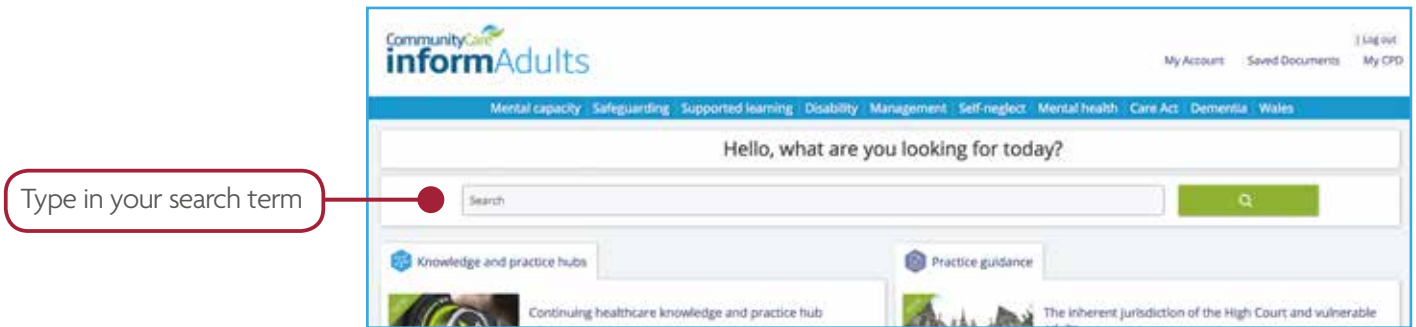 CommunityCare
informAdults
| Log out
My Account Saved Documents My CPD
Mental capacity Safeguarding Supported learning Disability Management Self-neglect Mental health Care Act Dementia Wales
Hello, what are you looking for today?
Type in your search term
Search
Knowledge and practice hubs
Practice guidance
Continuing healthcare knowledge and practice hub
The inherent jurisdiction of the High Court and vulnerable